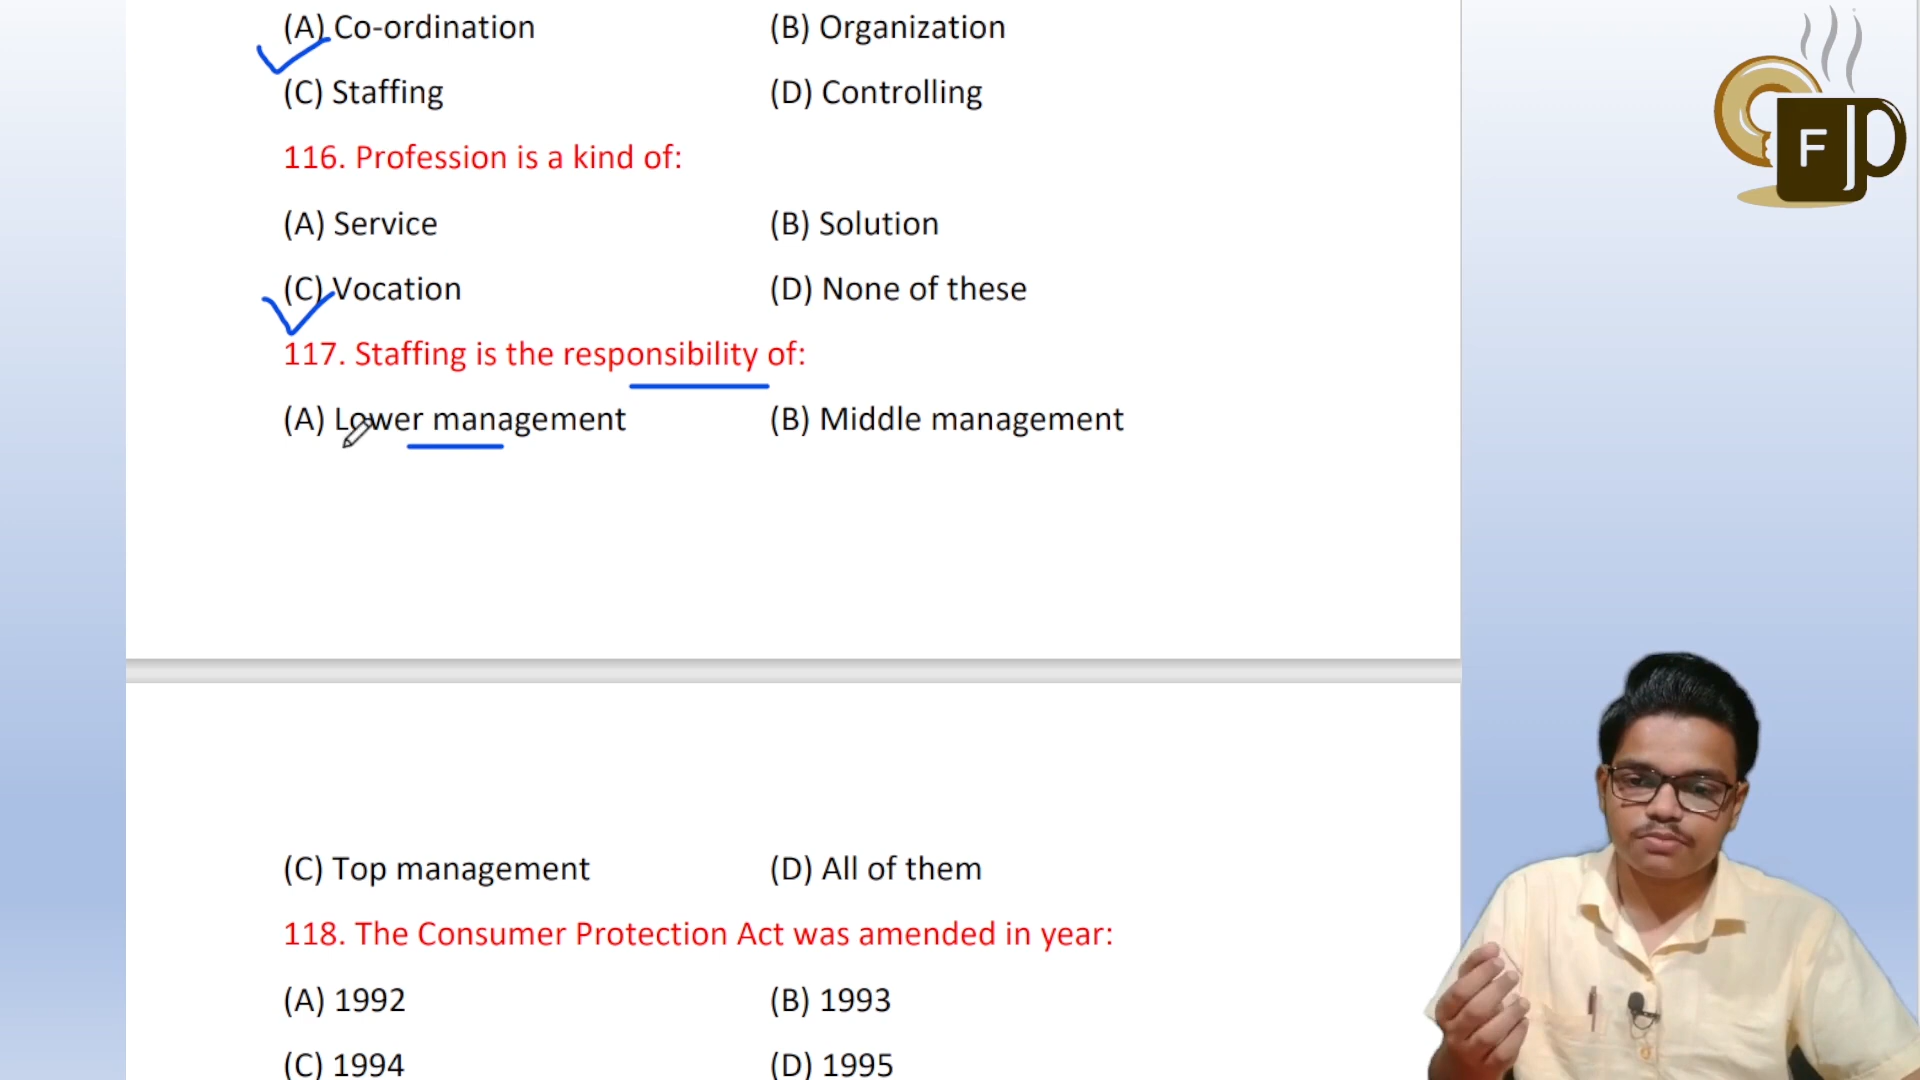 (A) Co-ordination (B) Organization
(C) Staffing (D) Controlling
116. Profession is a kind of:
(A) Service (B) Solution
(C) Vocation (D) None of these
117. Staffing is the responsibility of:
(A) Lower management (B) Middle management
(C) Top management (D) All of them
118. The Consumer Protection Act was amended in year:
(A) 1992 (B) 1993
(C) 1994 (D) 1995
F J